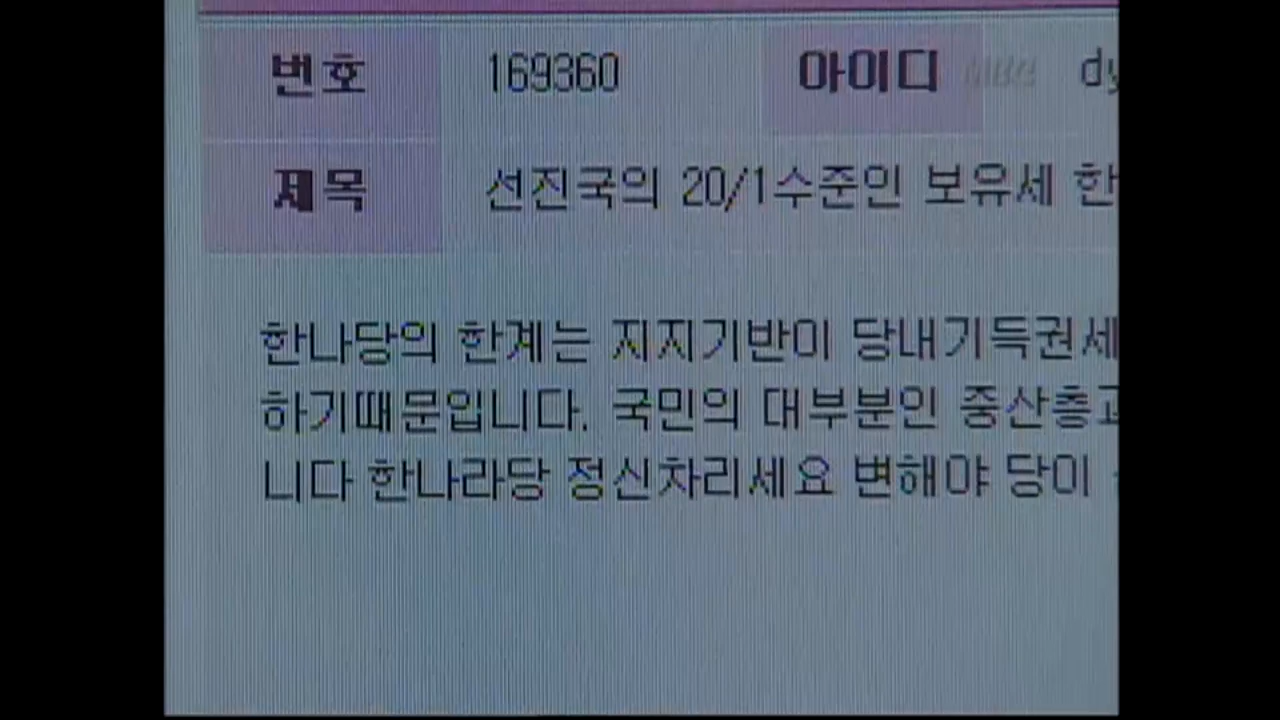 번호 169360 아이디 dy
제목 선진국의 20/1수준인 보유세 한
한나당의 한계는 지지기반이 당내기득권세
하기때문입니다. 국민의 대부분인 중산층과
니다 한나라당 정신차리세요 변해야 당이